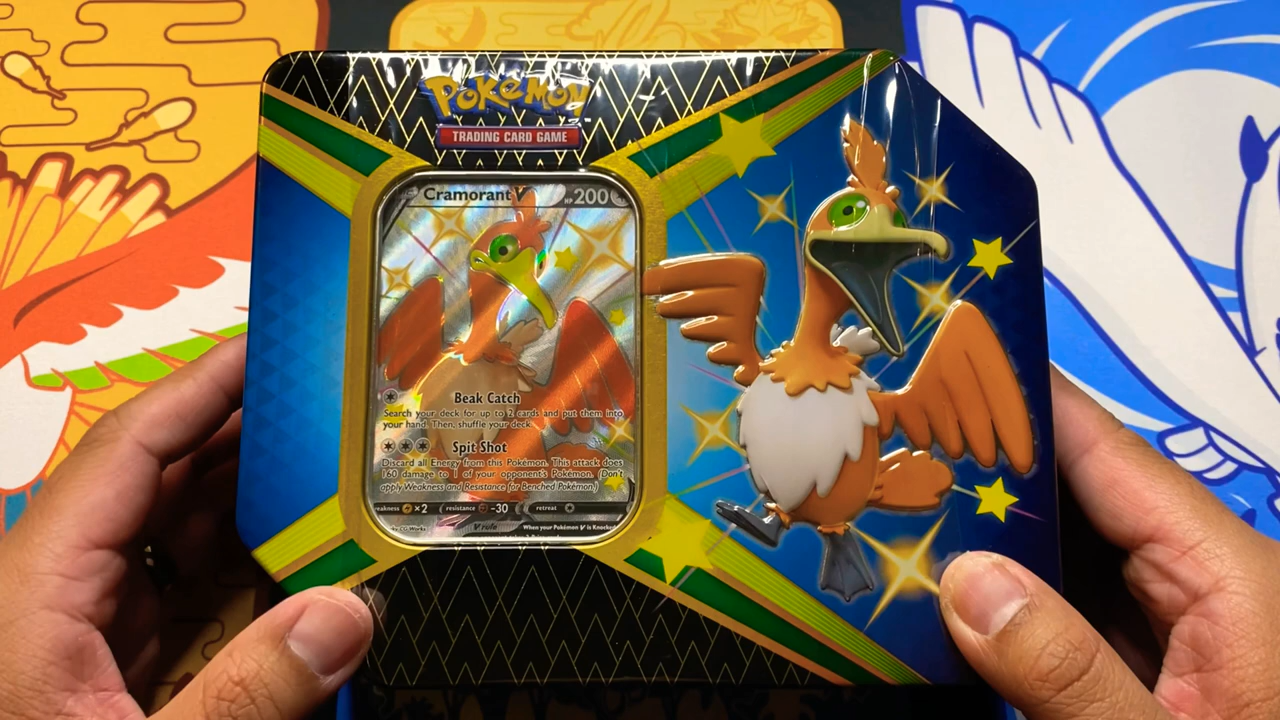 POKéMON
TRADING CARD GAME
Cramorant V HP 200
Beak Catch
Search your deck for up to 2 cards and put them into
your hand. Then, shuffle your deck.
Spit Shot
Discard all Energy from this Pokémon. This attack does
160 damage to 1 of your opponent's Pokémon. (Don't
apply Weakness and Resistance for Benched Pokémon.)
weakness ×2 resistance -30 retreat
CG Works V rule When your Pokémon V is Knocked